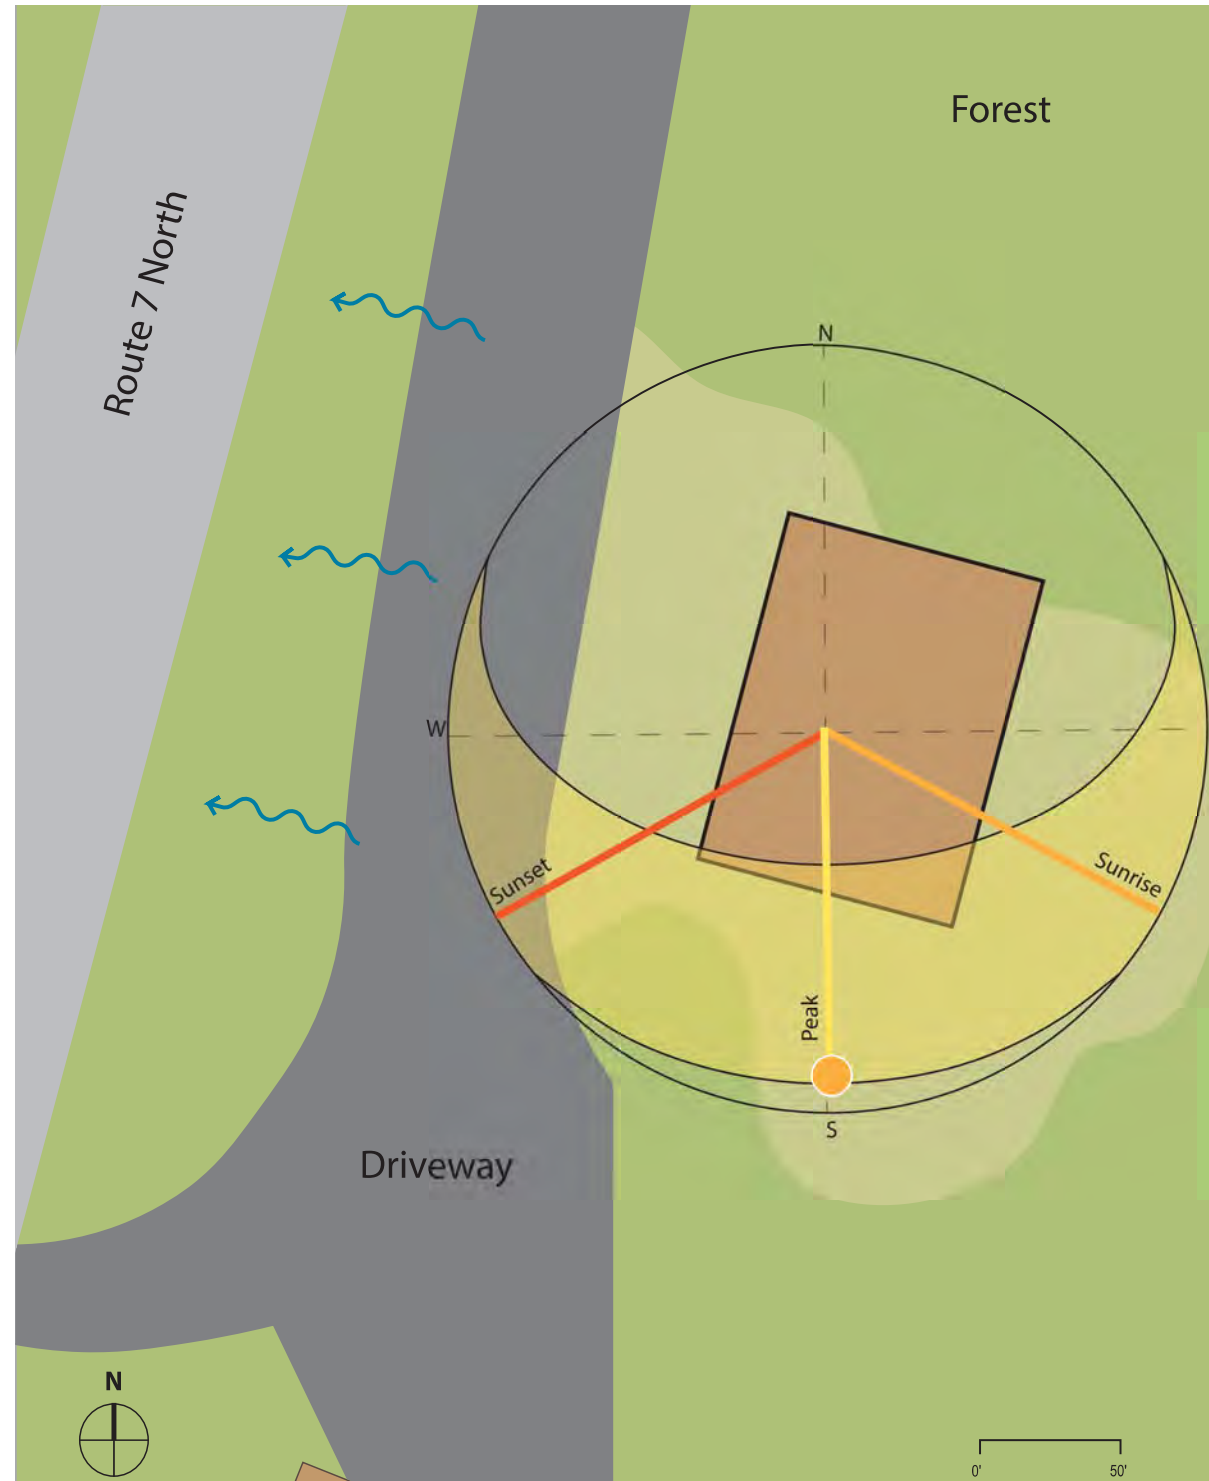 Forest
Route 7 North
N
W
Sunset
Sunrise
Peak
S
Driveway
N
0'
50'